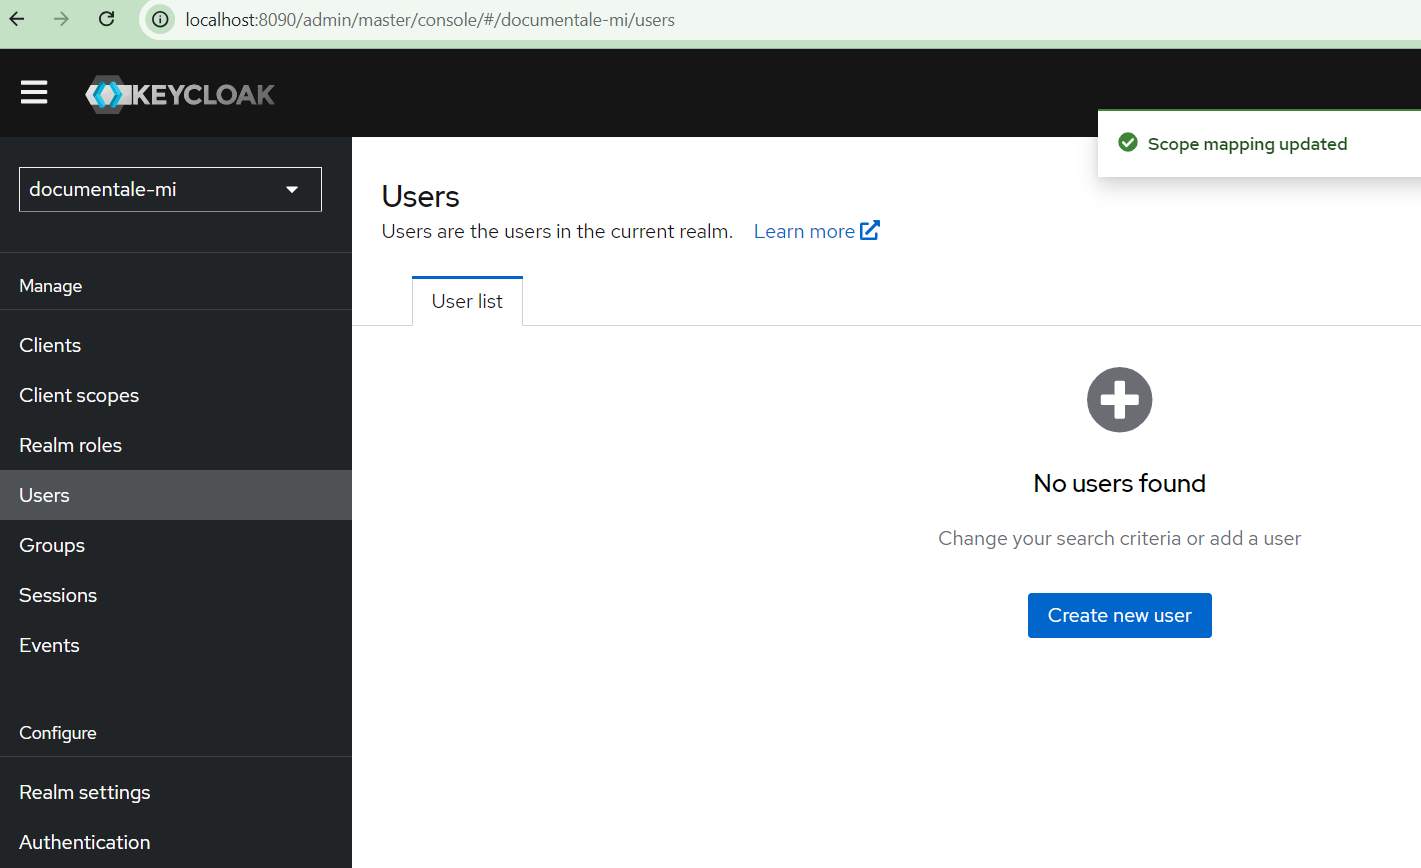 localhost:8090/admin/master/console/#/documentale-mi/users
KEYCLOAK
Scope mapping updated
documentale-mi
Users
Users are the users in the current realm. Learn more
User list
Manage
Clients
Client scopes
Realm roles
Users
Groups
Sessions
Events
Configure
Realm settings
Authentication
No users found
Change your search criteria or add a user
Create new user